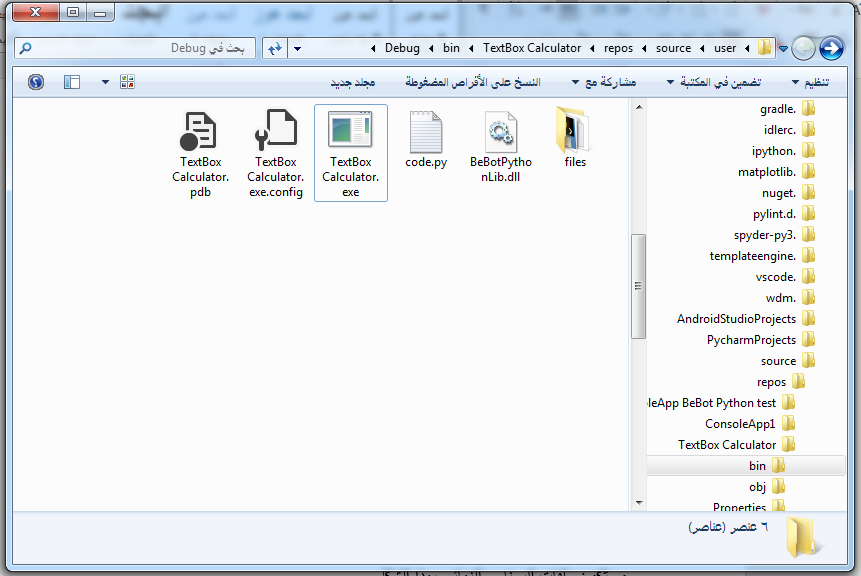 user
source
repos
TextBox Calculator
bin
Debug
بحث في Debug
تنظيم
تضمين في المكتبة
مشاركة مع
النسخ على الأقراص المضغوطة
مجلد جديد
gradle.
idlerc.
ipython.
matplotlib.
nuget.
pylint.d.
spyder-py3.
templateengine.
vscode.
wdm.
AndroidStudioProjects
PycharmProjects
source
repos
leApp BeBot Python test
ConsoleApp1
TextBox Calculator
bin
obj
Properties
files
BeBotPytho
nLib.dll
code.py
TextBox
Calculator.
exe
TextBox
Calculator.
exe.config
TextBox
Calculator.
pdb
٦ عنصر (عناصر)